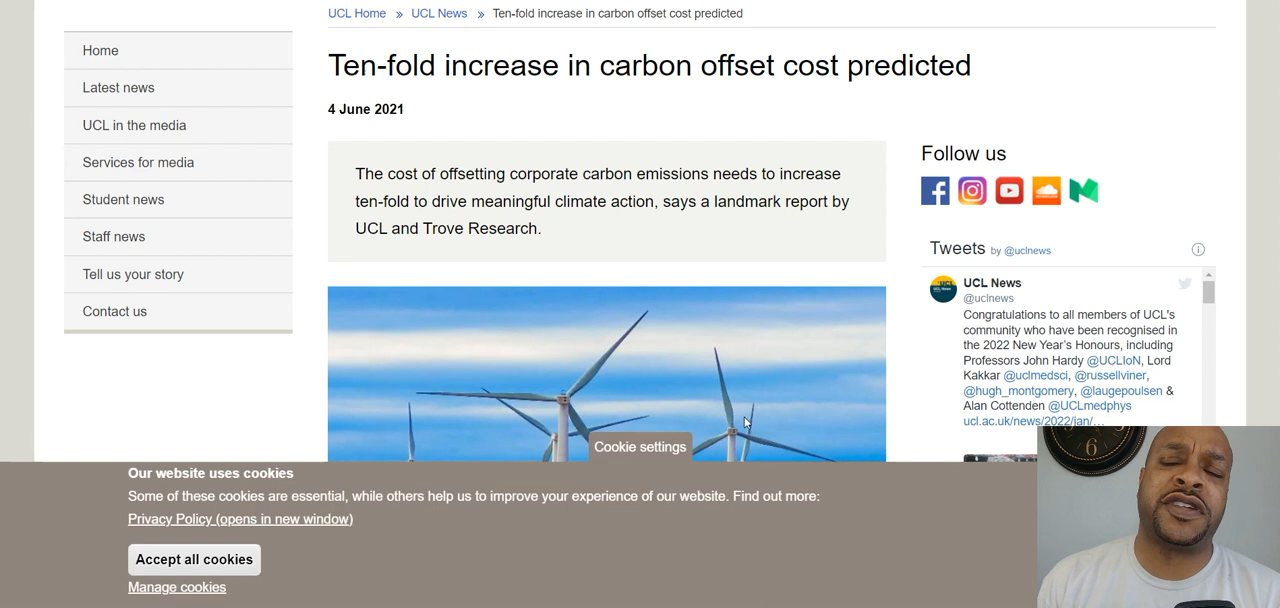 UCL Home » UCL News » Ten-fold increase in carbon offset cost predicted
Home
Latest news
UCL in the media
Services for media
Student news
Staff news
Tell us your story
Contact us
Ten-fold increase in carbon offset cost predicted
4 June 2021
The cost of offsetting corporate carbon emissions needs to increase
ten-fold to drive meaningful climate action, says a landmark report by
UCL and Trove Research.
Follow us
Tweets by @uclnews
UCL News
@uclnews
Congratulations to all members of UCL's
community who have been recognised in
the 2022 New Year's Honours, including
Professors John Hardy @UCLIoN, Lord
Kakkar @uclmedsci, @russellviner,
@hugh_montgomery, @laugepoulsen &
Alan Cottenden @UCLmedphys
ucl.ac.uk/news/2022/jan/…
Cookie settings
Our website uses cookies
Some of these cookies are essential, while others help us to improve your experience of our website. Find out more:
Privacy Policy (opens in new window)
Accept all cookies
Manage cookies
6